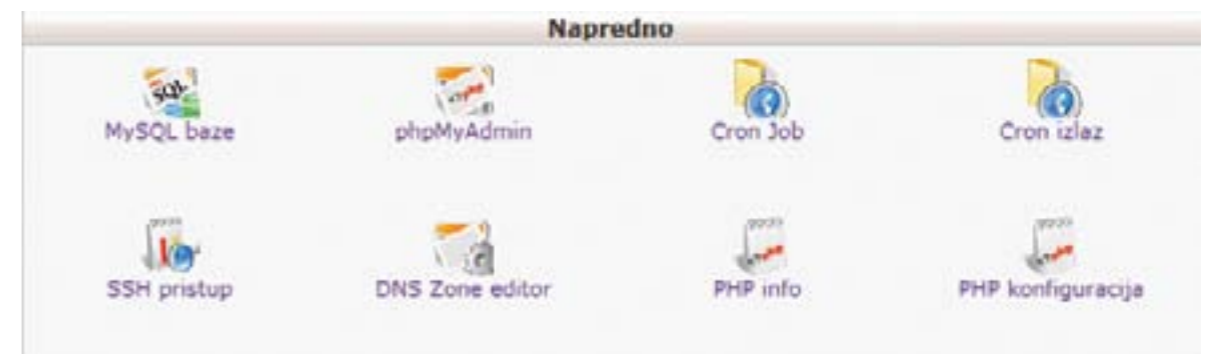 Napredno
MySQL baze
phpMyAdmin
Cron Job
Cron izlaz
SSH pristup
DNS Zone editor
PHP info
PHP konfiguracija